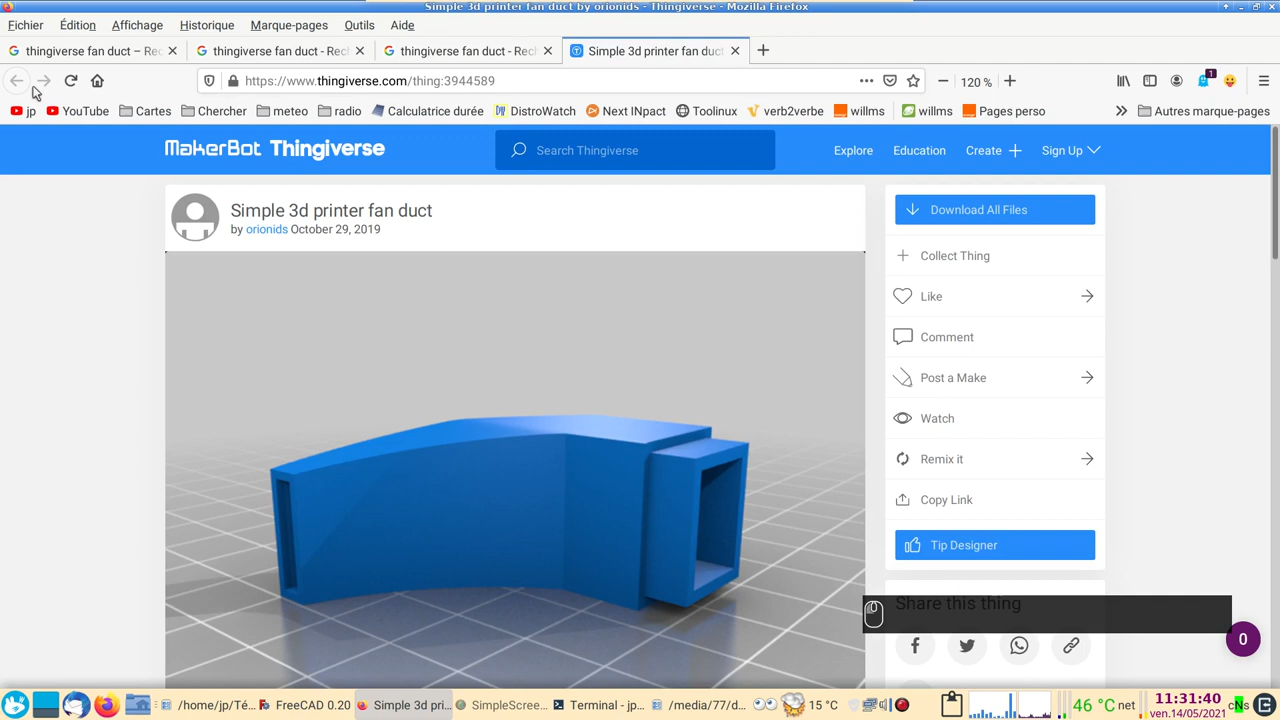 Simple 3d printer fan duct by orionids - Thingiverse - Mozilla Firefox
Fichier Édition Affichage Historique Marque-pages Outils Aide
thingiverse fan duct – Rec thingiverse fan duct - Rech thingiverse fan duct - Rech Simple 3d printer fan duct
https://www.thingiverse.com/thing:3944589 120 % 1
jp YouTube Cartes Chercher meteo radio Calculatrice durée DistroWatch Next INpact Toolinux verb2verbe willms willms Pages perso Autres marque-pages
MakerBot Thingiverse Search Thingiverse Explore Education Create Sign Up
Simple 3d printer fan duct
by orionids October 29, 2019
Download All Files
Collect Thing
Like
Comment
Post a Make
Watch
Remix it
Copy Link
Tip Designer
Share this thing
0
/home/jp/Té... FreeCAD 0.20 Simple 3d pri... SimpleScree... Terminal - jp... /media/77/d... 15 °C 46 °C net 11:31:40 cNs
ven.14/05/2021